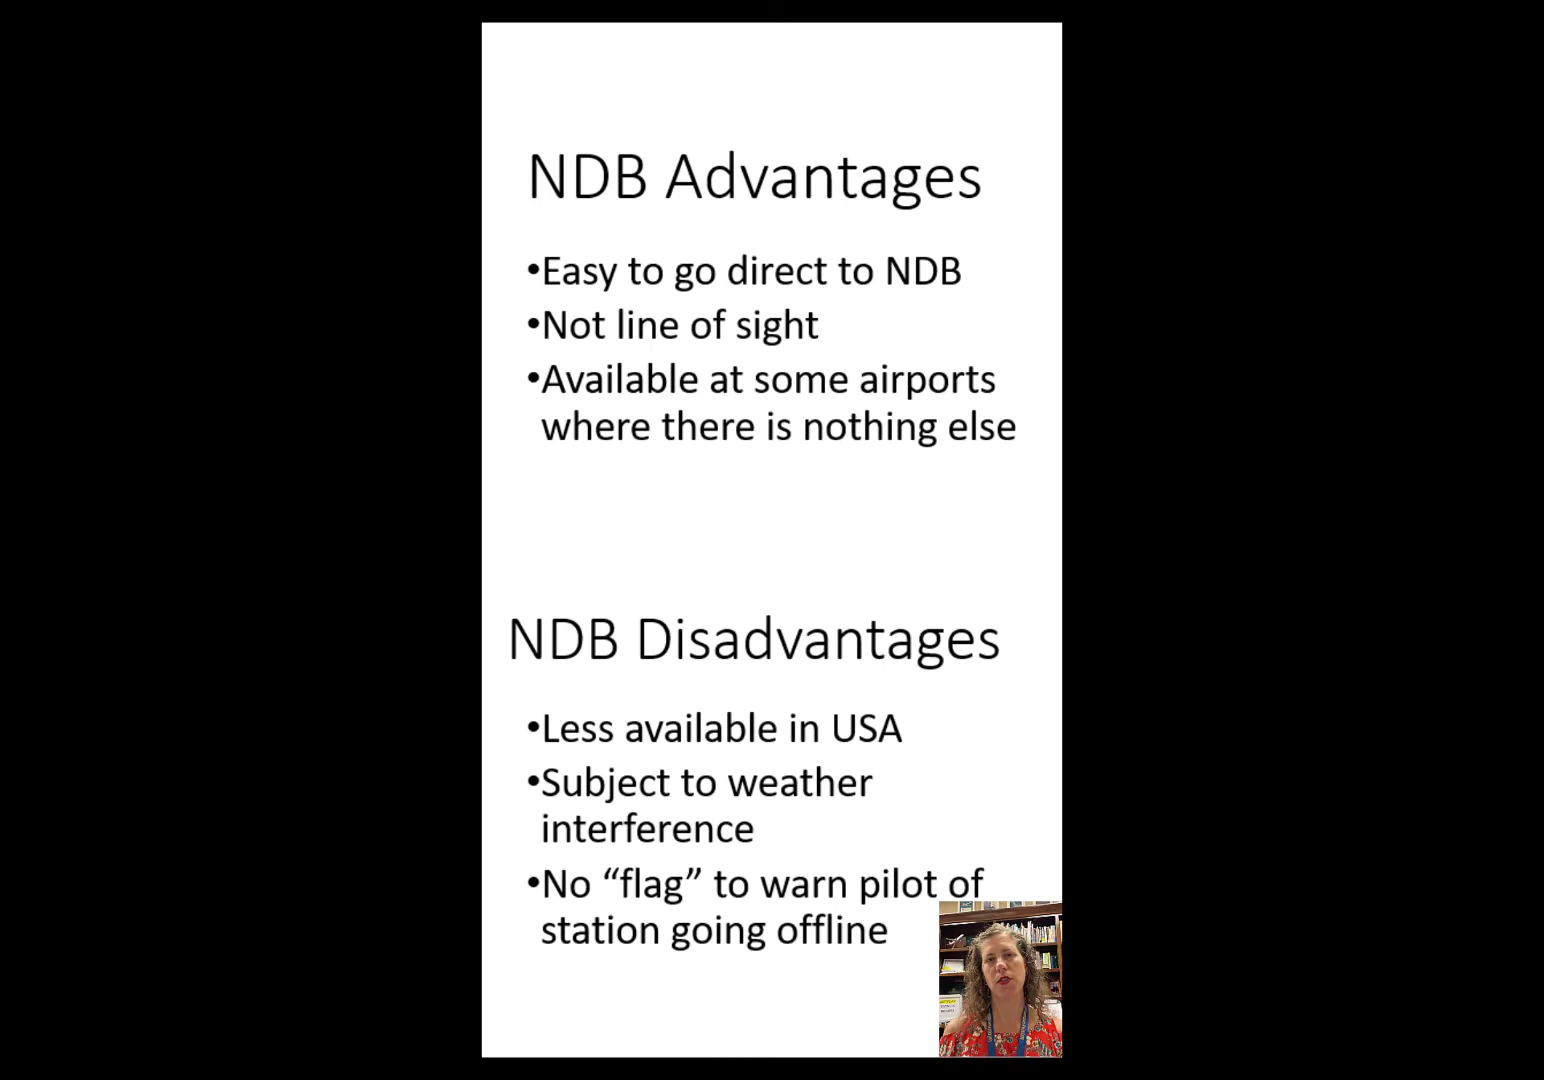 NDB Advantages
•Easy to go direct to NDB
•Not line of sight
•Available at some airports
where there is nothing else
NDB Disadvantages
•Less available in USA
•Subject to weather
interference
•No “flag” to warn pilot of
station going offline